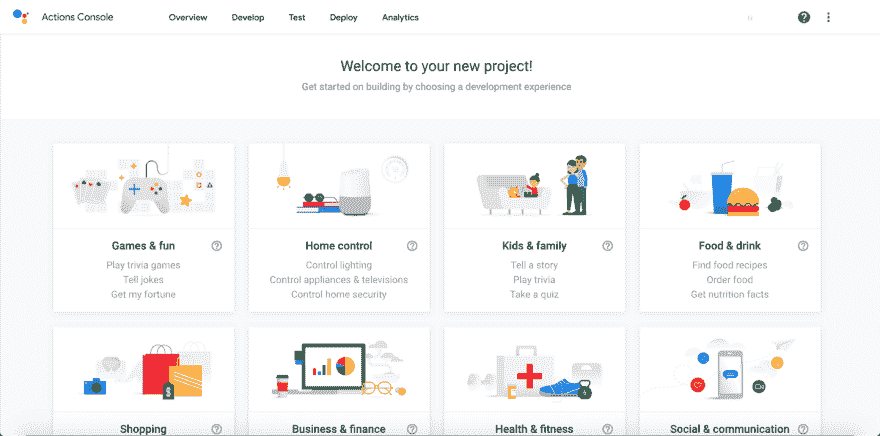 Actions Console Overview Develop Test Deploy Analytics
Welcome to your new project!
Get started on building by choosing a development experience
Games & fun
Play trivia games
Tell jokes
Get my fortune
Home control
Control lighting
Control appliances & televisions
Control home security
Kids & family
Tell a story
Play trivia
Take a quiz
Food & drink
Find food recipes
Order food
Get nutrition facts
Shopping
Business & finance
Health & fitness
Social & communication